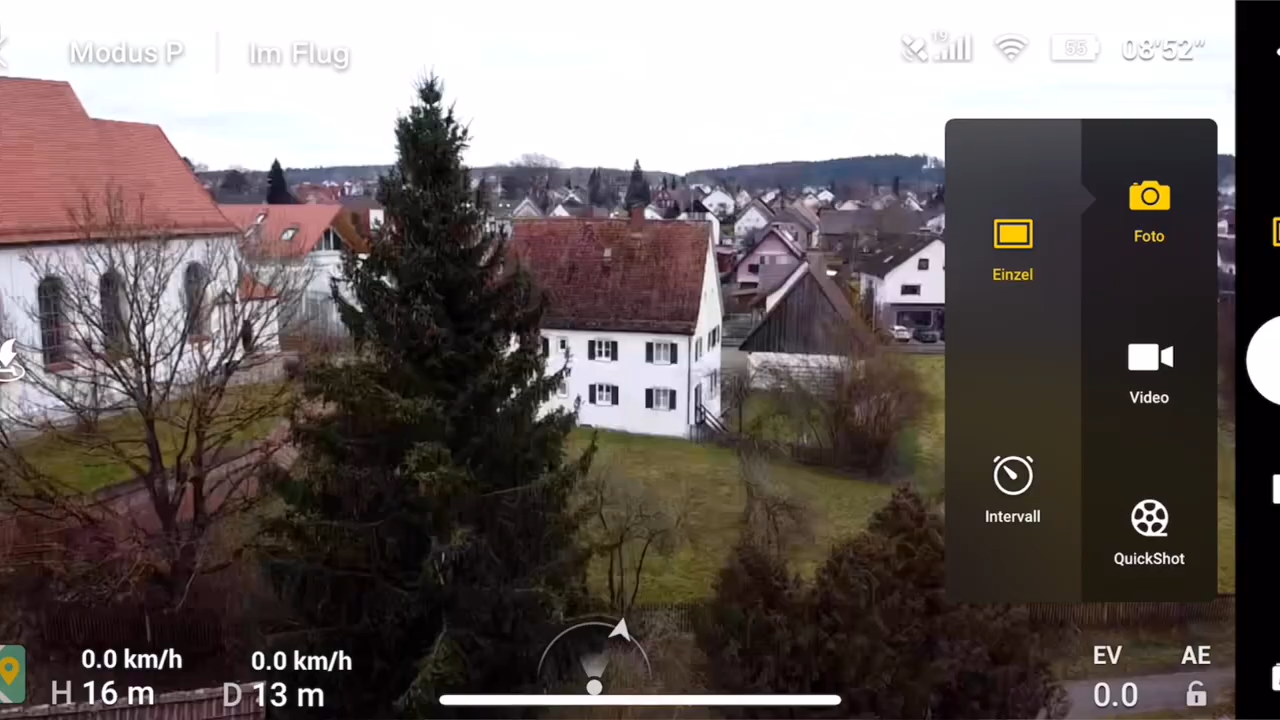 Modus P
Im Flug
19
55
08'52"
Foto
Einzel
Video
Intervall
QuickShot
0.0 km/h
0.0 km/h
H 16 m
D 13 m
EV
AE
0.0